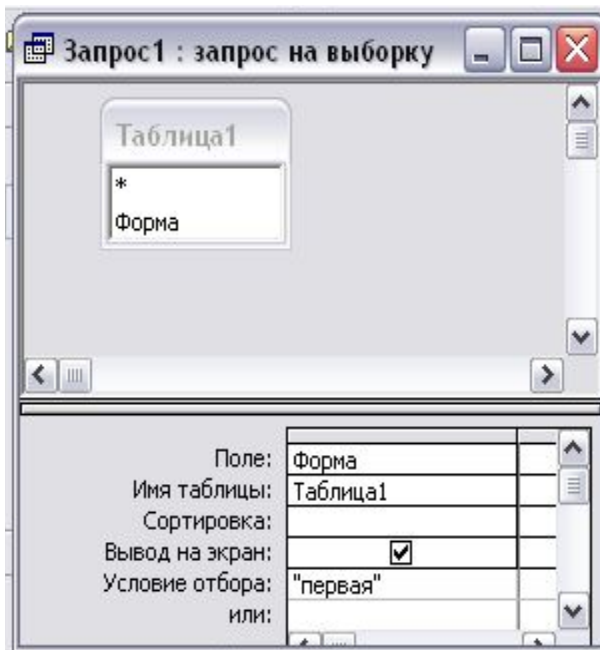 Запрос1 : запрос на выборку
Таблица1
*
Форма
Поле: Форма
Имя таблицы: Таблица1
Сортировка:
Вывод на экран:
Условие отбора: "первая"
или: